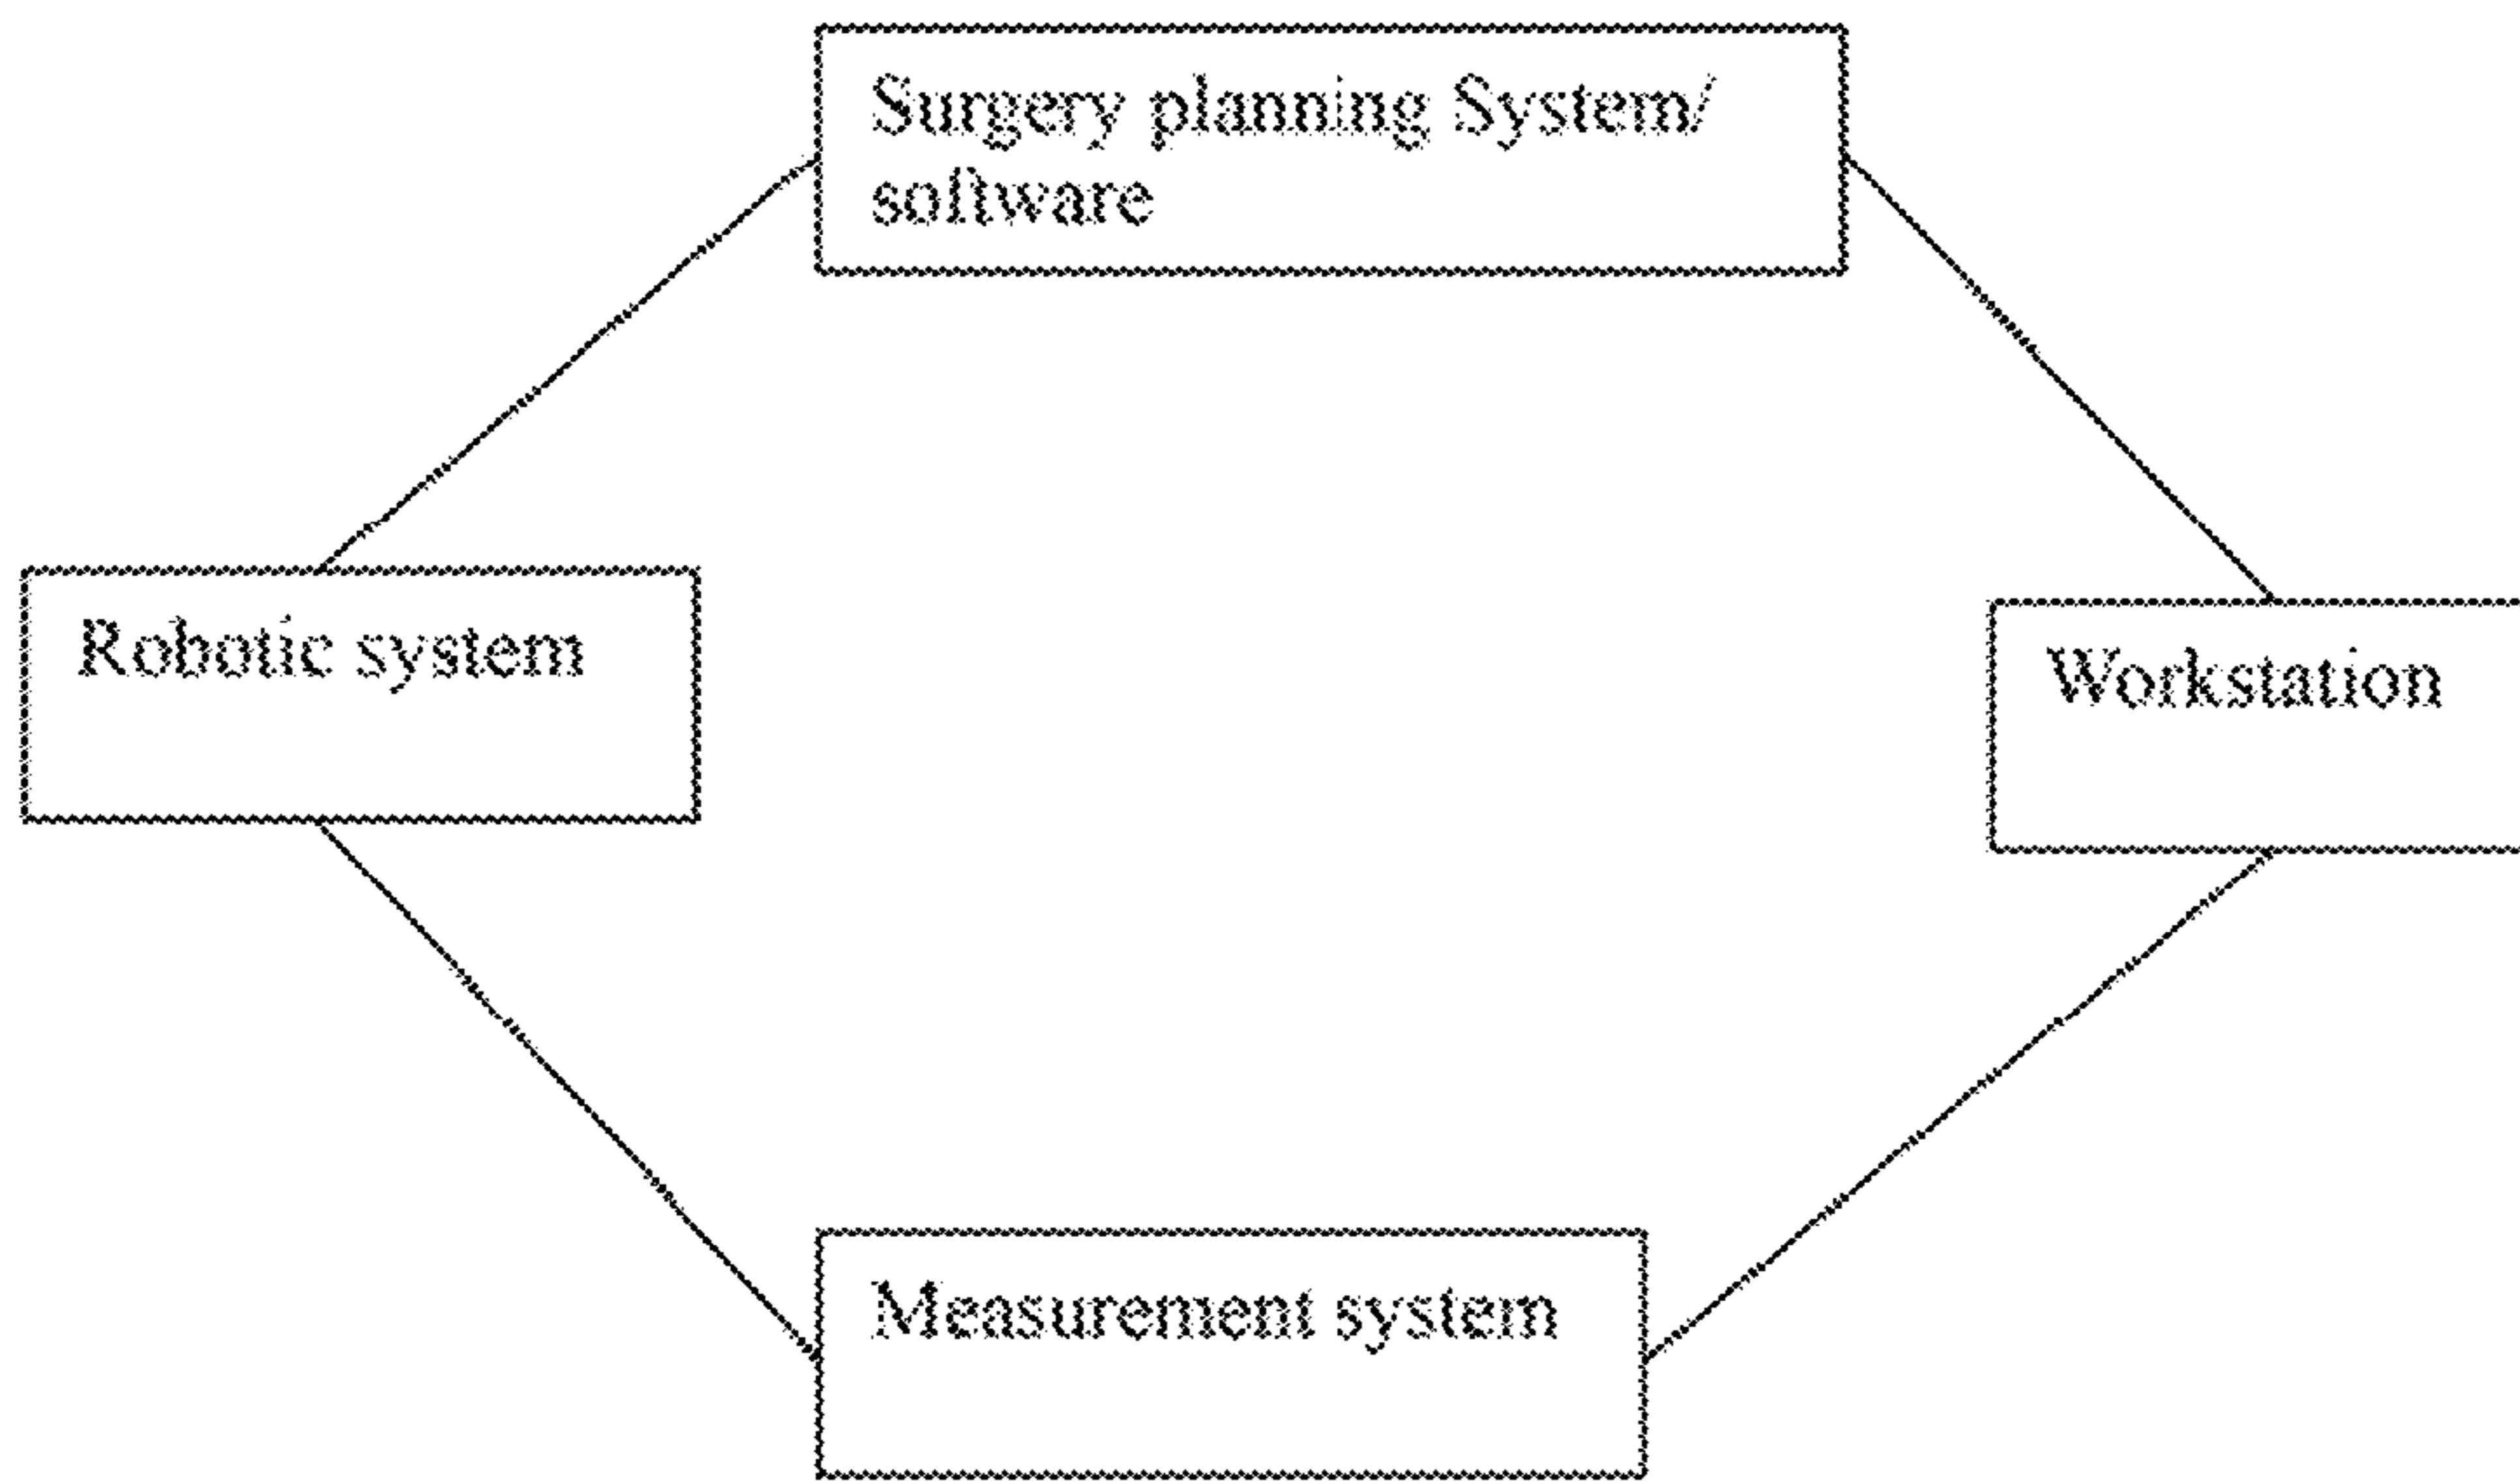 Surgery planning System/
software
Robotic system
Workstation
Measurement system